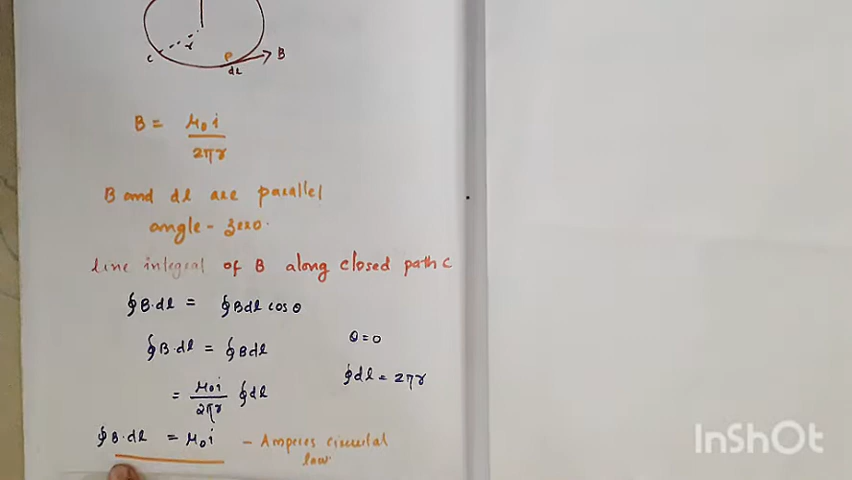 r
C
P
dl
B
B = μ₀i
2πr
B and dl are parallel
angle - zero.
line integral of B along closed path C
∮B.dl = ∮Bdl cos θ
∮B.dl = ∮Bdl
θ=0
= μ₀i/2πr ∮dl
∮dl = 2πr
∮B.dl = μ₀i - Amperes circuital
law.
InShOt